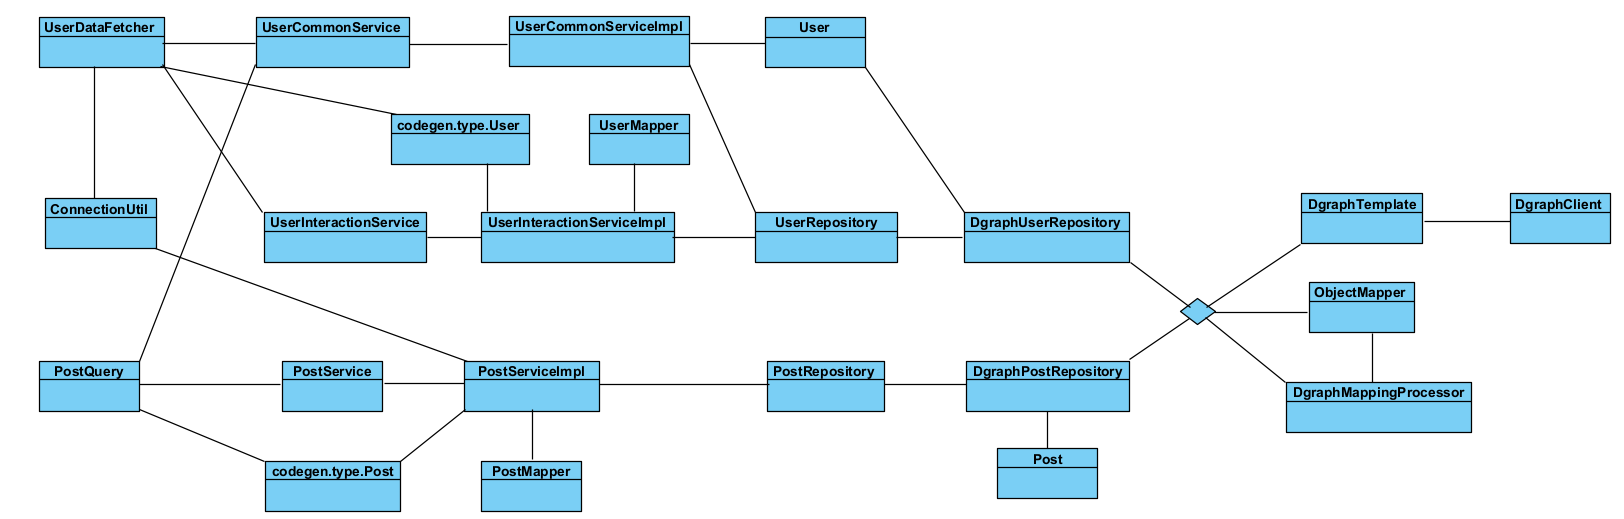 UserDataFetcher
UserCommonService
UserCommonServiceImpl
User
codegen.type.User
UserMapper
ConnectionUtil
UserInteractionService
UserInteractionServiceImpl
UserRepository
DgraphUserRepository
DgraphTemplate
DgraphClient
ObjectMapper
PostQuery
PostService
PostServiceImpl
PostRepository
DgraphPostRepository
DgraphMappingProcessor
codegen.type.Post
PostMapper
Post